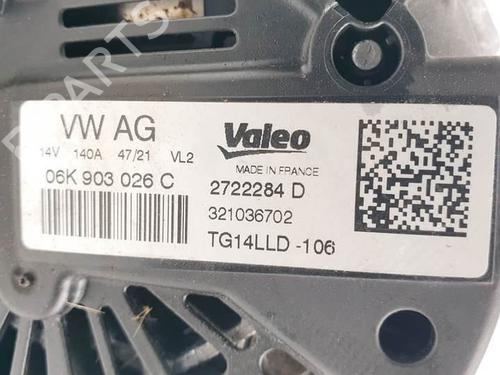 VW AG
14V 140A 47/21 VL2
06K 903 026 C
Valeo
MADE IN FRANCE
2722284 D
321036702
TG14LLD -106